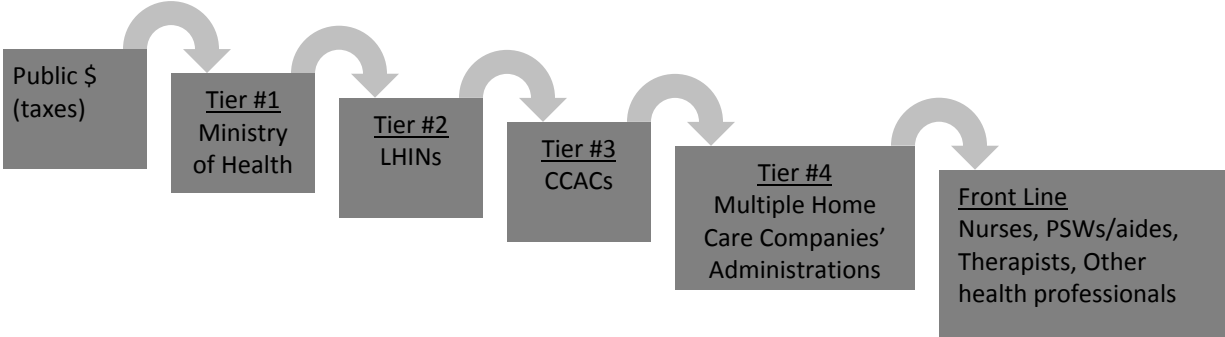 Public $
(taxes)
Tier #1
Ministry
of Health
Tier #2
LHINs
Tier #3
CCACs
Tier #4
Multiple Home
Care Companies’
Administrations
Front Line
Nurses, PSWs/aides,
Therapists, Other
health professionals